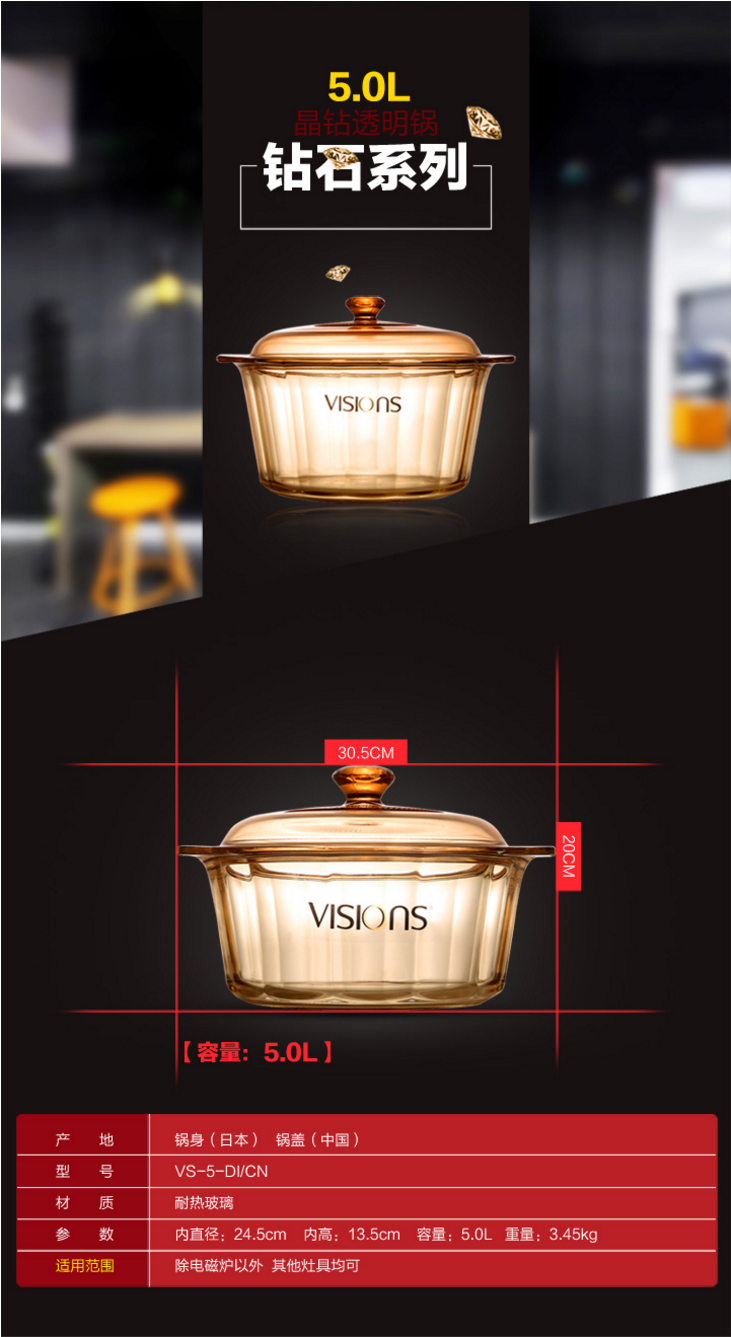 5.0L
晶钻透明锅
钻石系列
VISIONS
30.5CM
20CM
VISIONS
【容量：5.0L】
产 地 锅身（日本） 锅盖（中国）
型 号 VS-5-DI/CN
材 质 耐热玻璃
参 数 内直径：24.5cm 内高：13.5cm 容量：5.0L 重量：3.45kg
适用范围 除电磁炉以外 其他灶具均可